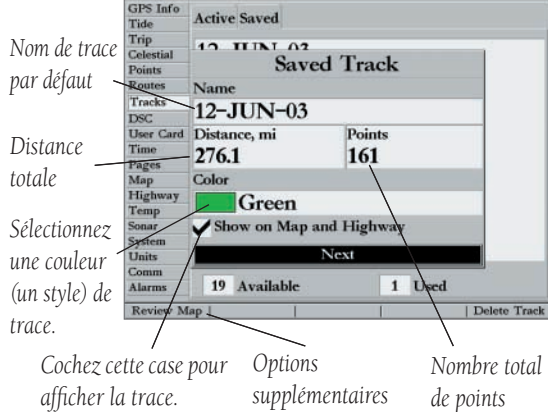 GPS Info
Tide
Trip
Celestial
Points
Routes
Tracks
DSC
User Card
Time
Pages
Map
Highway
Temp
Sonar
System
Units
Comm
Alarms
Active Saved
12-JUN-03
Saved Track
Name
12-JUN-03
Distance, mi Points
276.1 161
Color
Green
Show on Map and Highway
Next
19 Available 1 Used
Review Map Delete Track
Nom de trace
par défaut
Distance
totale
Sélectionnez
une couleur
(un style) de
trace.
Cochez cette case pour
afficher la trace.
Options
supplémentaires
Nombre total
de points